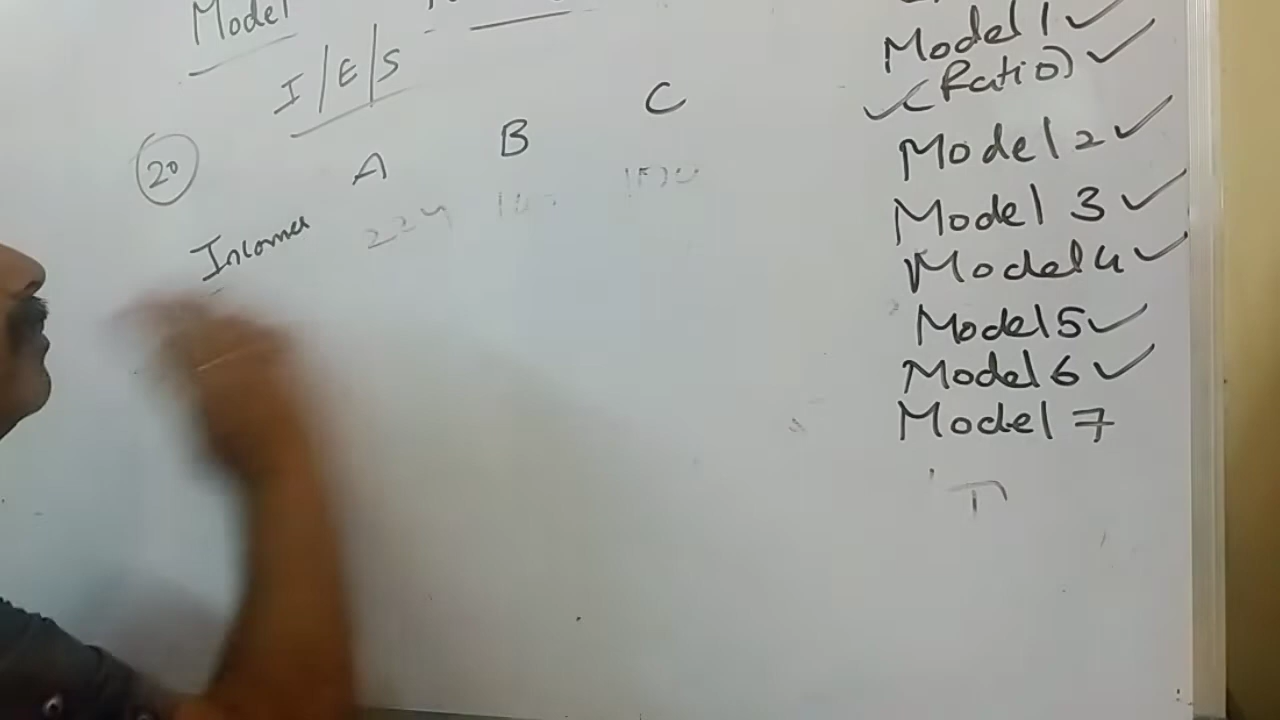 Model
I/E/S
20
A B C
Income
Model 1 ✓
✓ (Ratio) ✓
Model 2 ✓
Model 3 ✓
Model 4 ✓
Model 5 ✓
Model 6 ✓
Model 7